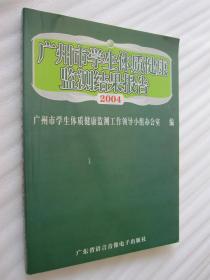 广州市学生体质健康
监测结果报告
2004
广州市学生体质健康监测工作领导小组办公室 编
广东省语言音像电子出版社